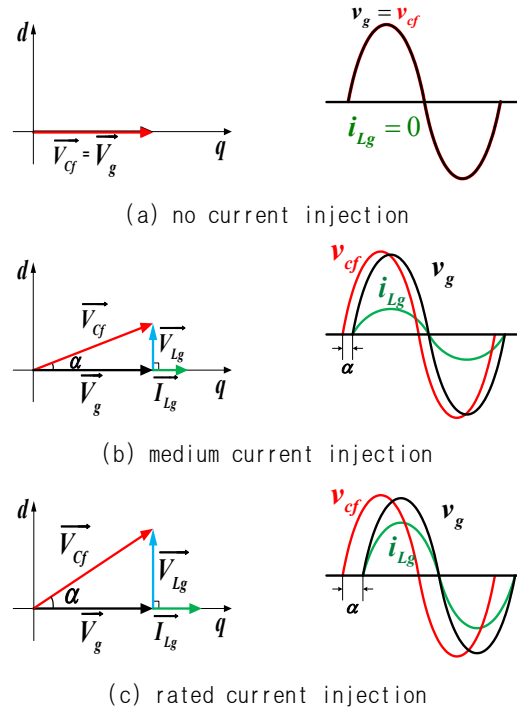 d
q
V_Cf = V_g
v_g = v_cf
i_Lg = 0
(a) no current injection
d
q
V_Cf
α
V_g
V_Lg
I_Lg
v_cf
v_g
i_Lg
α
(b) medium current injection
d
q
V_Cf
α
V_g
V_Lg
I_Lg
v_cf
v_g
i_Lg
α
(c) rated current injection